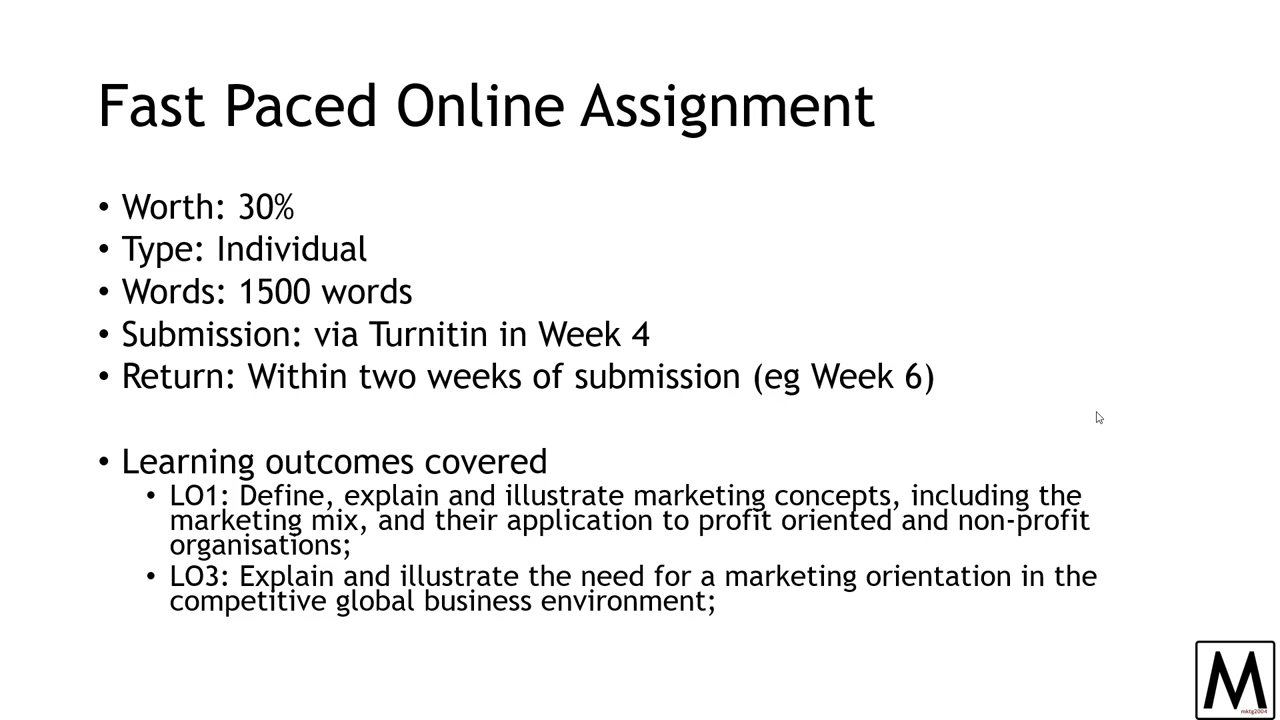 Fast Paced Online Assignment
• Worth: 30%
• Type: Individual
• Words: 1500 words
• Submission: via Turnitin in Week 4
• Return: Within two weeks of submission (eg Week 6)
• Learning outcomes covered
• LO1: Define, explain and illustrate marketing concepts, including the
marketing mix, and their application to profit oriented and non-profit
organisations;
• LO3: Explain and illustrate the need for a marketing orientation in the
competitive global business environment;
M
mktg2004